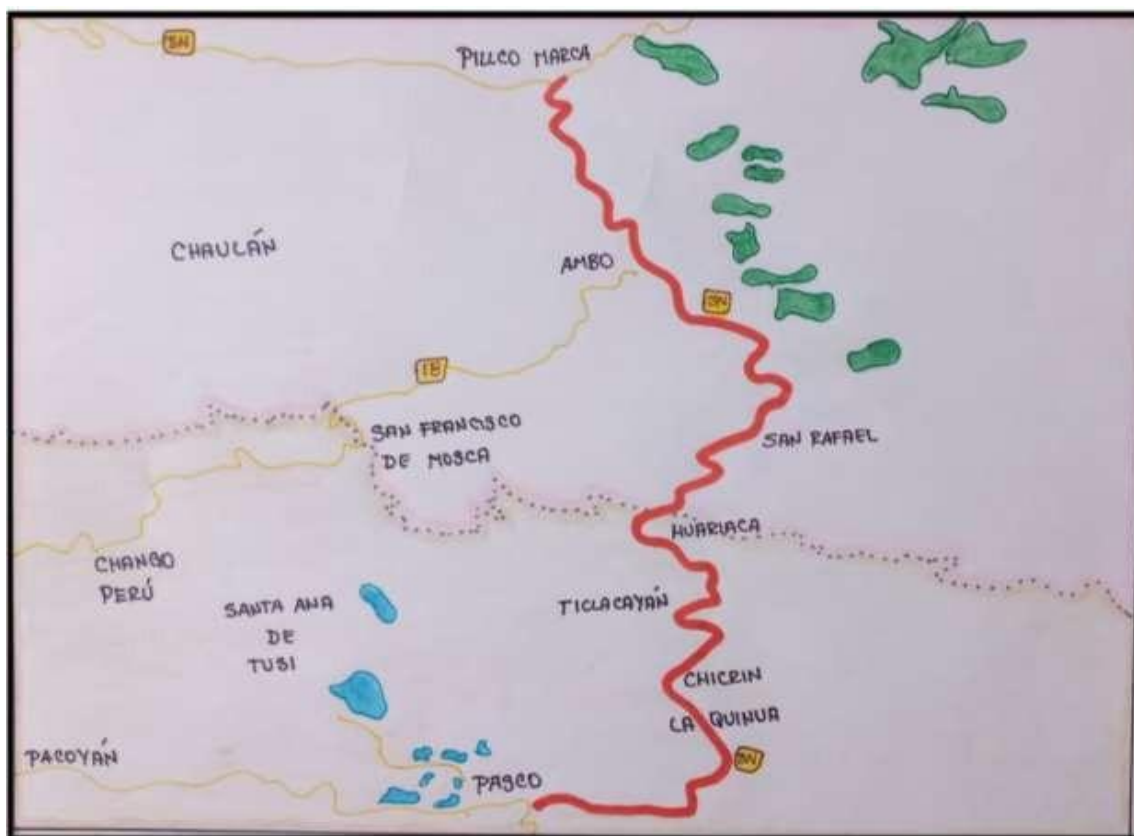 3N
PILLCO MARCA
CHAULÁN
AMBO
3N
18
SAN FRANCISCO
DE MOSCA
SAN RAFAEL
HUARIACA
CHANGO
PERÚ
SANTA ANA
DE
TUSI
TICLACAYÁN
CHICRIN
LA QUINUA
PACOYÁN
PASCO
3N